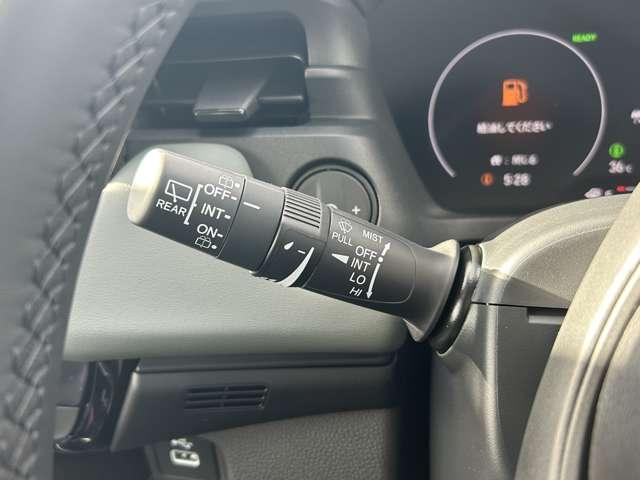 READY
給油してください
5:28
36℃
OFF
REAR
INT
ON
MIST
PULL
OFF
INT
LO
HI